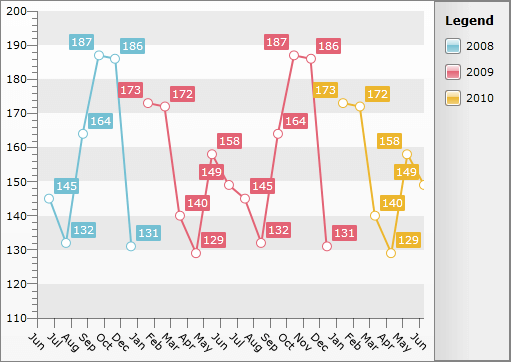 200
190
180
170
160
150
140
130
120
110
187
186
164
145
132
131
173
172
140
129
149
158
145
132
164
187
186
131
173
172
140
129
158
149
Jun
Jul
Aug
Sep
Oct
Dec
Jan
Feb
Mar
Apr
May
Jun
Jul
Aug
Sep
Oct
Nov
Dec
Jan
Feb
Mar
Apr
May
Jun
Legend
2008
2009
2010